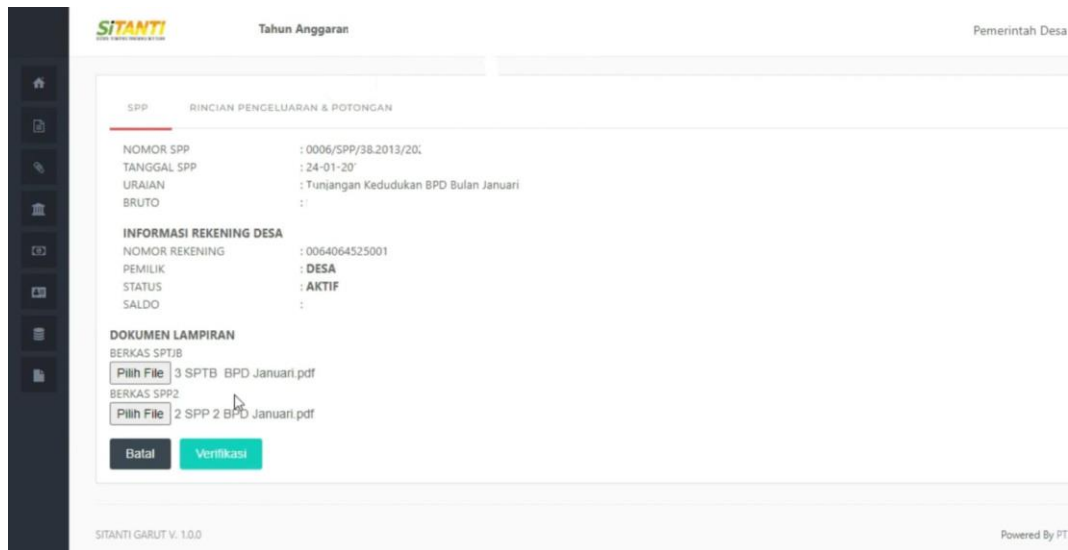 SiTANTI
Tahun Anggaran
Pemerintah Desa
SPP RINCIAN PENGELUARAN & POTONGAN
NOMOR SPP : 0006/SPP/38.2013/20
TANGGAL SPP : 24-01-20
URAIAN : Tunjangan Kedudukan BPD Bulan Januari
BRUTO :
INFORMASI REKENING DESA
NOMOR REKENING : 0064064525001
PEMILIK : DESA
STATUS : AKTIF
SALDO :
DOKUMEN LAMPIRAN
BERKAS SPTJB
Pilih File 3 SPTB BPD Januari.pdf
BERKAS SPP2
Pilih File 2 SPP 2 BPD Januari.pdf
Batal Verifikasi
SITANTI GARUT V. 1.0.0
Powered By PT